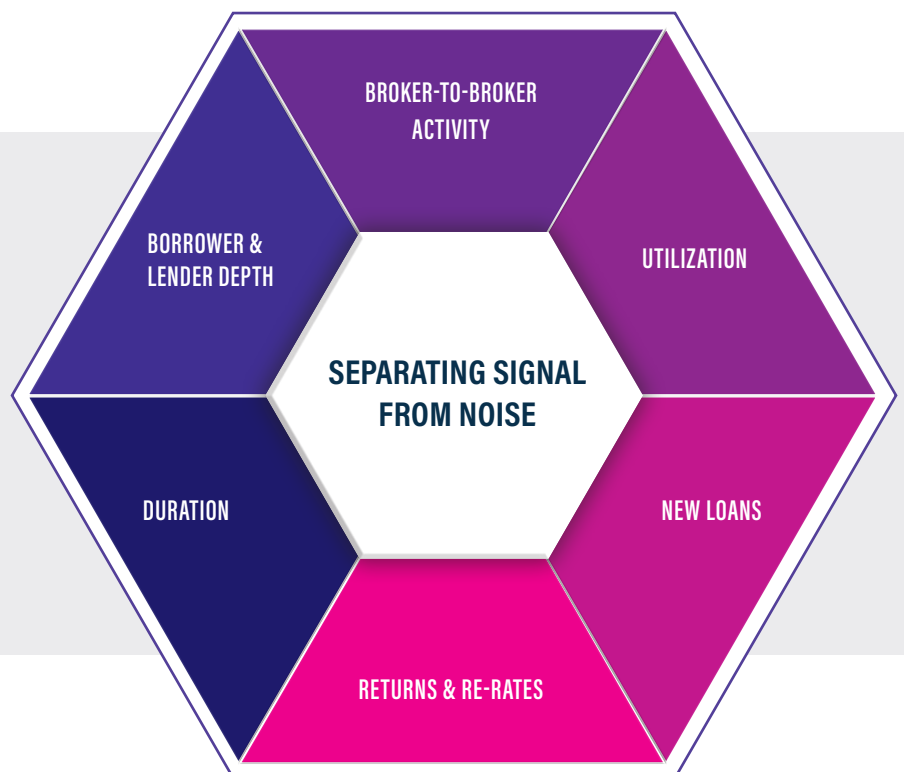 BROKER-TO-BROKER
ACTIVITY
BORROWER &
LENDER DEPTH
UTILIZATION
SEPARATING SIGNAL
FROM NOISE
DURATION
NEW LOANS
RETURNS & RE-RATES